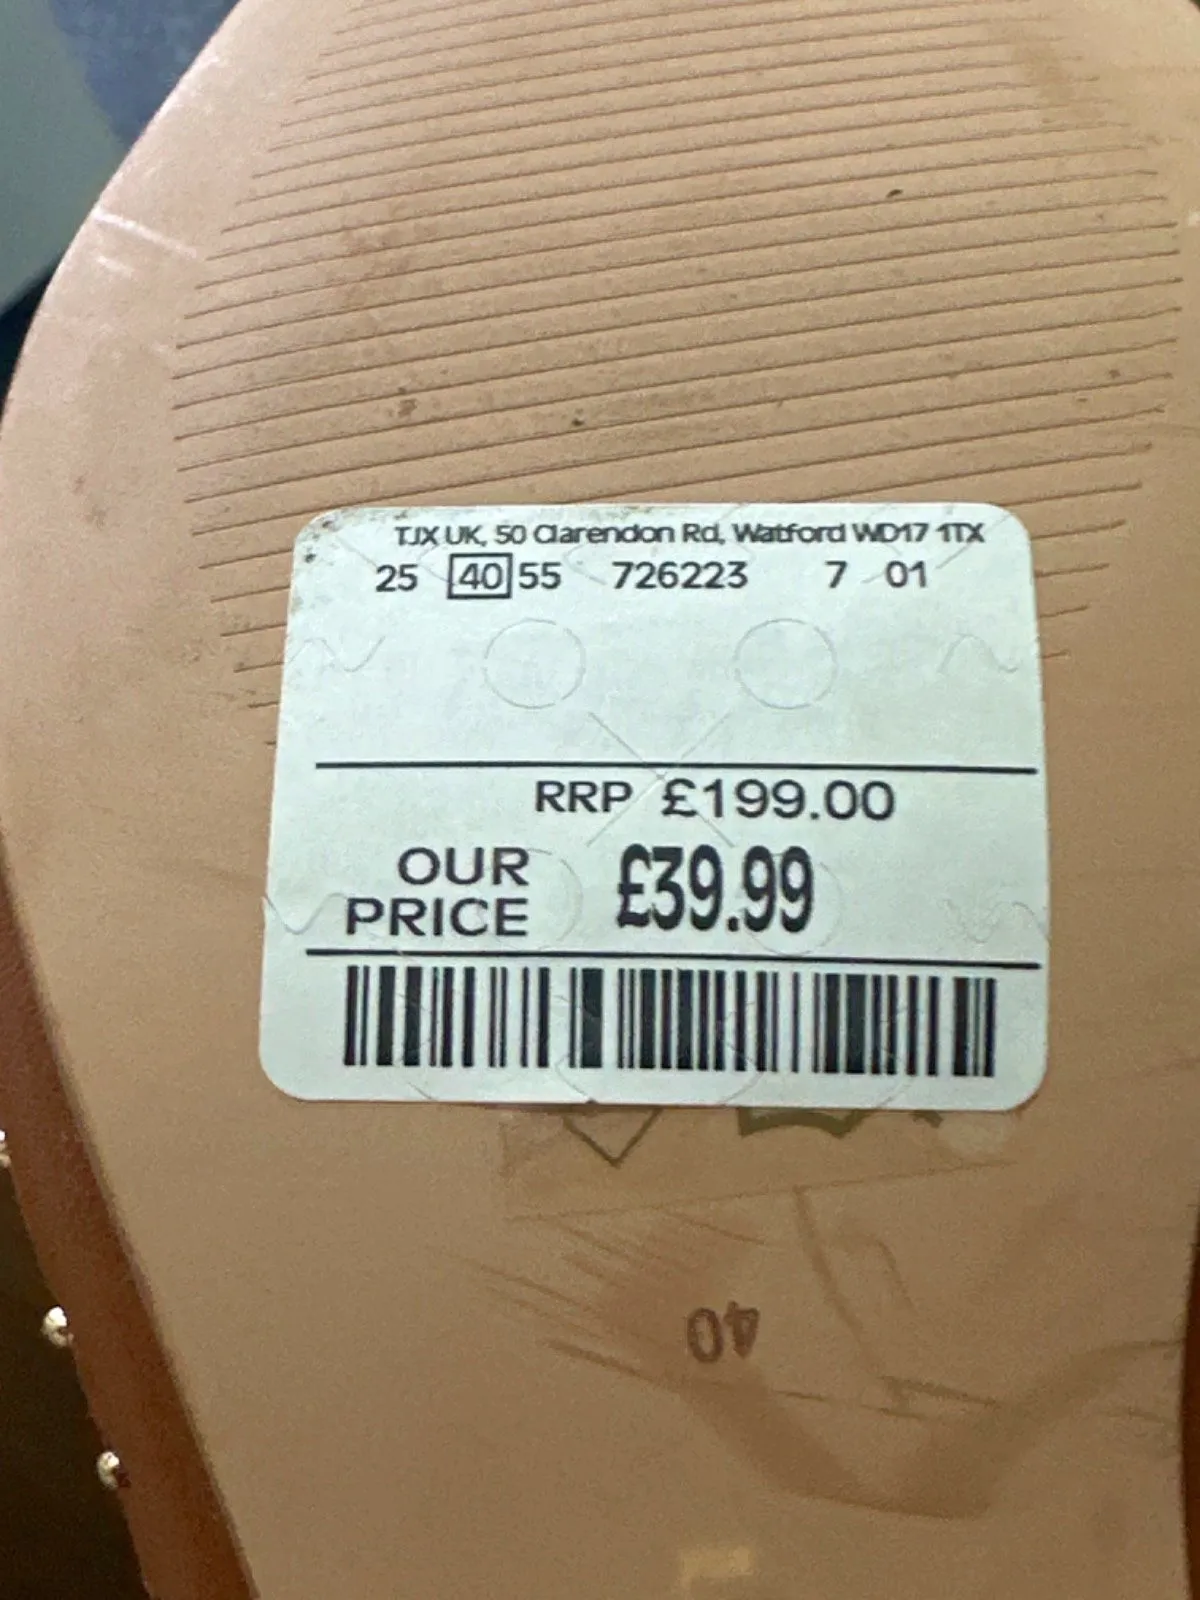 TJX UK, 50 Clarendon Rd, Watford WD17 1TX
25 40 55 726223 7 01
RRP £199.00
OUR PRICE £39.99
40